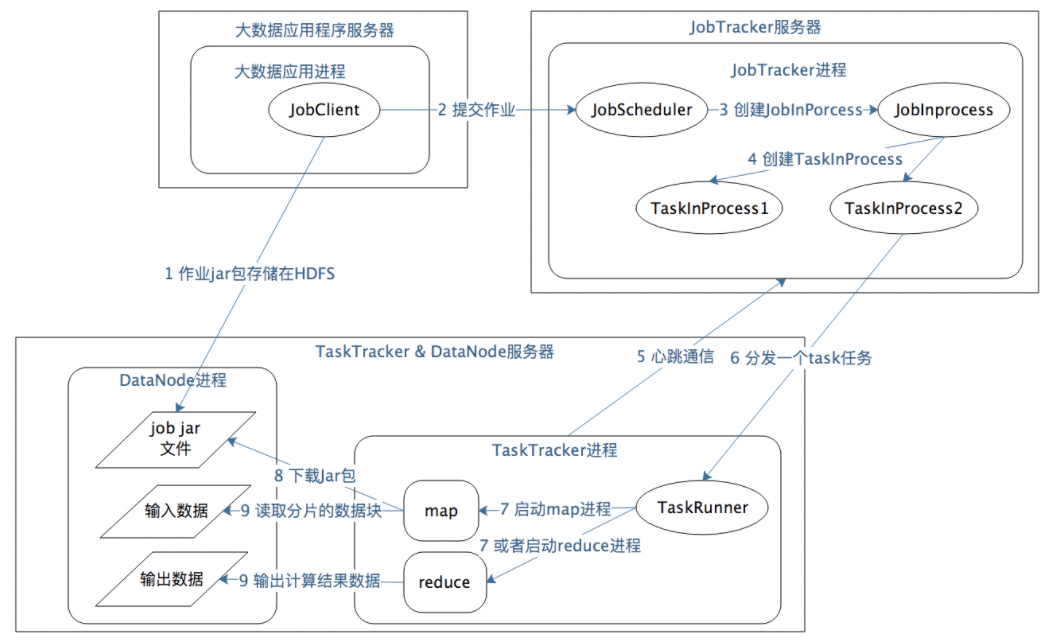 大数据应用程序服务器
JobTracker服务器
大数据应用进程
JobTracker进程
JobClient
2 提交作业
JobScheduler
3 创建JobInPorcess
JobInprocess
4 创建TaskInProcess
TaskInProcess1
TaskInProcess2
1 作业jar包存储在HDFS
TaskTracker & DataNode服务器
5 心跳通信
6 分发一个task任务
DataNode进程
job jar
文件
TaskTracker进程
8 下载Jar包
输入数据
9 读取分片的数据块
map
7 启动map进程
TaskRunner
7 或者启动reduce进程
输出数据
9 输出计算结果数据
reduce